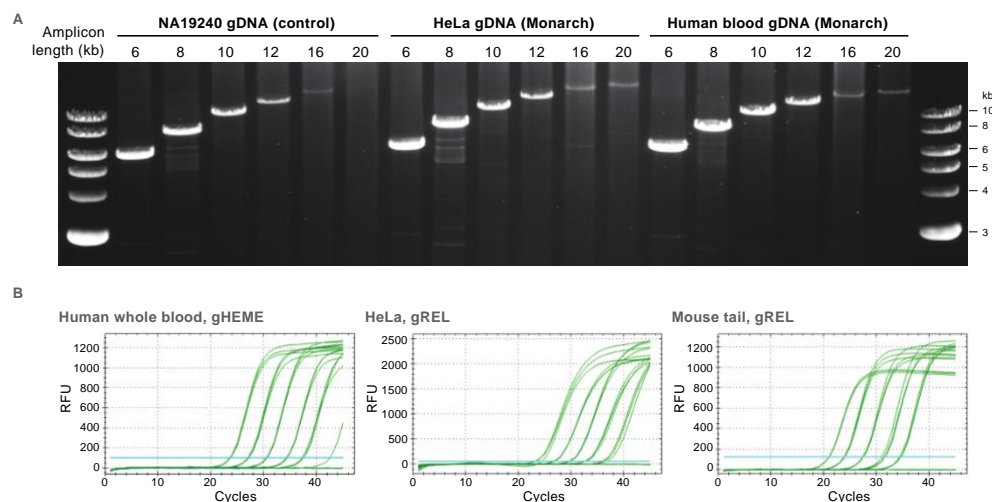 A
NA19240 gDNA (control) HeLa gDNA (Monarch) Human blood gDNA (Monarch)
Amplicon
length (kb) 6 8 10 12 16 20 6 8 10 12 16 20 6 8 10 12 16 20
kb
10
8
6
5
4
3
B
Human whole blood, gHEME HeLa, gREL Mouse tail, gREL
RFU
1200
1000
800
600
400
200
0
0 10 20 30 40
Cycles
RFU
2500
2000
1500
1000
500
0
0 10 20 30 40
Cycles
RFU
1200
1000
800
600
400
200
0
0 10 20 30 40
Cycles